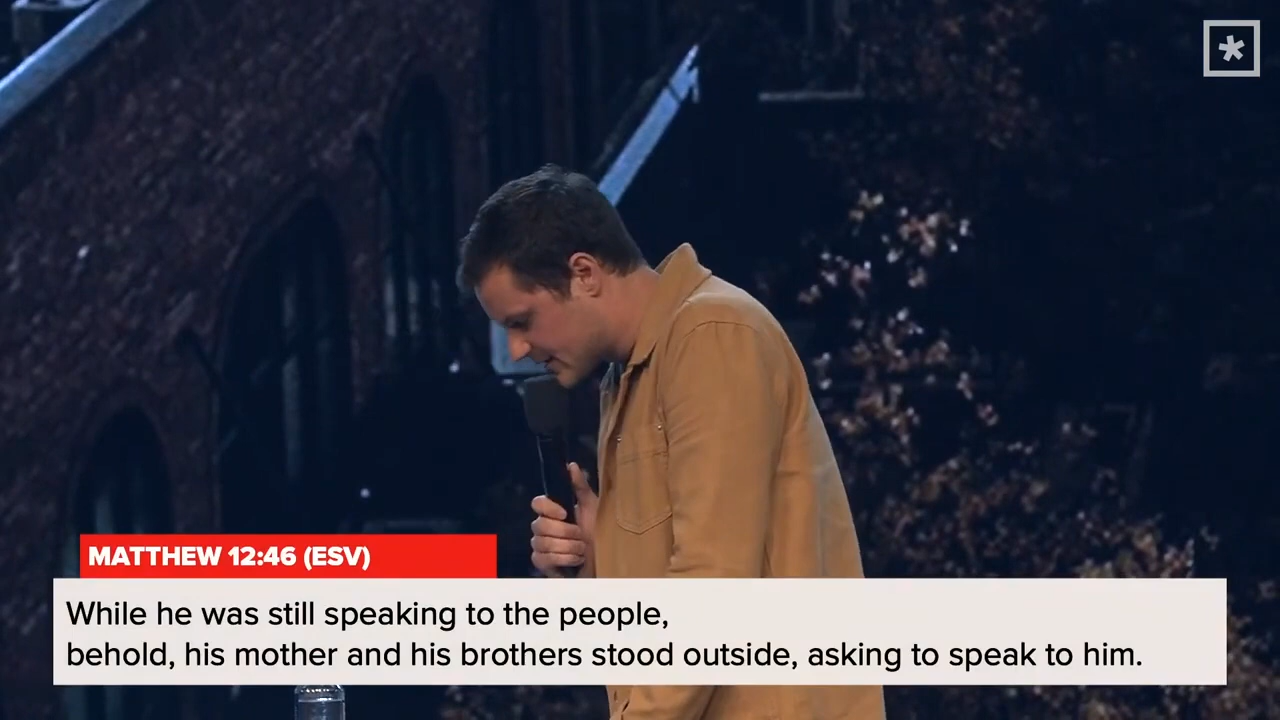 MATTHEW 12:46 (ESV)
While he was still speaking to the people,
behold, his mother and his brothers stood outside, asking to speak to him.